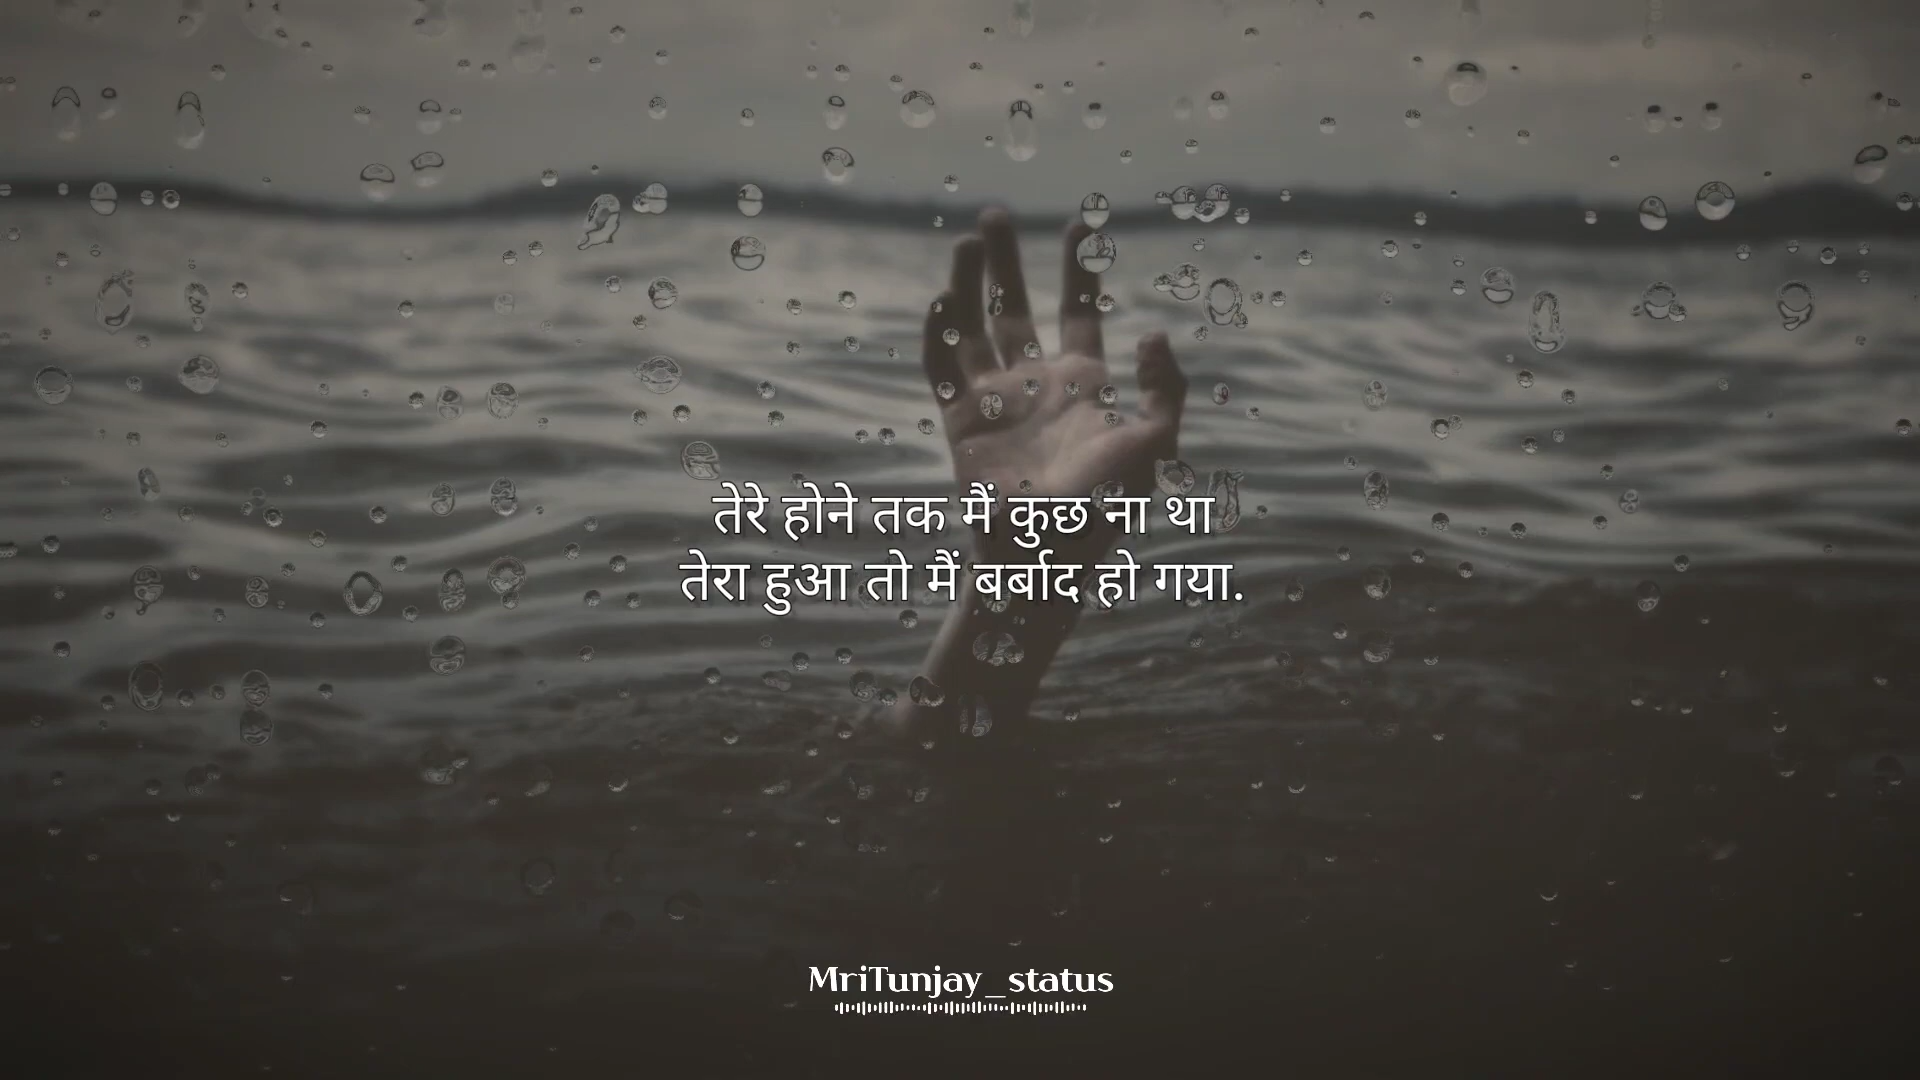 तेरे होने तक मैं कुछ ना था
तेरा हुआ तो मैं बर्बाद हो गया.
MriTunjay_status